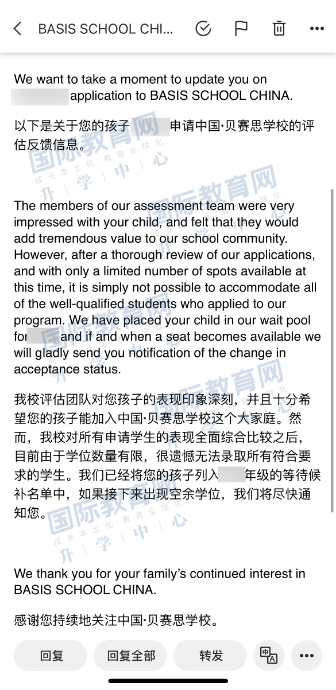 BASIS SCHOOL CHI...
We want to take a moment to update you on
application to BASIS SCHOOL CHINA.
以下是关于您的孩子 申请中国·贝赛思学校的评
估反馈信息。
The members of our assessment team were very
impressed with your child, and felt that they would
add tremendous value to our school community.
However, after a thorough review of our applications,
and with only a limited number of spots available at
this time, it is simply not possible to accommodate all
of the well-qualified students who applied to our
program. We have placed your child in our wait pool
for and if and when a seat becomes available we
will gladly send you notification of the change in
acceptance status.
我校评估团队对您孩子的表现印象深刻，并且十分希
望您的孩子能加入中国·贝赛思学校这个大家庭。然
而，我校对所有申请学生的表现全面综合比较之后，
目前由于学位数量有限，很遗憾无法录取所有符合要
求的学生。我们已经将您的孩子列入 年级的等待候
补名单中，如果接下来出现空余学位，我们将尽快通
知您。
We thank you for your family's continued interest in
BASIS SCHOOL CHINA.
感谢您持续地关注中国·贝赛思学校。
回复 回复全部 转发
国际教育网
升学中心